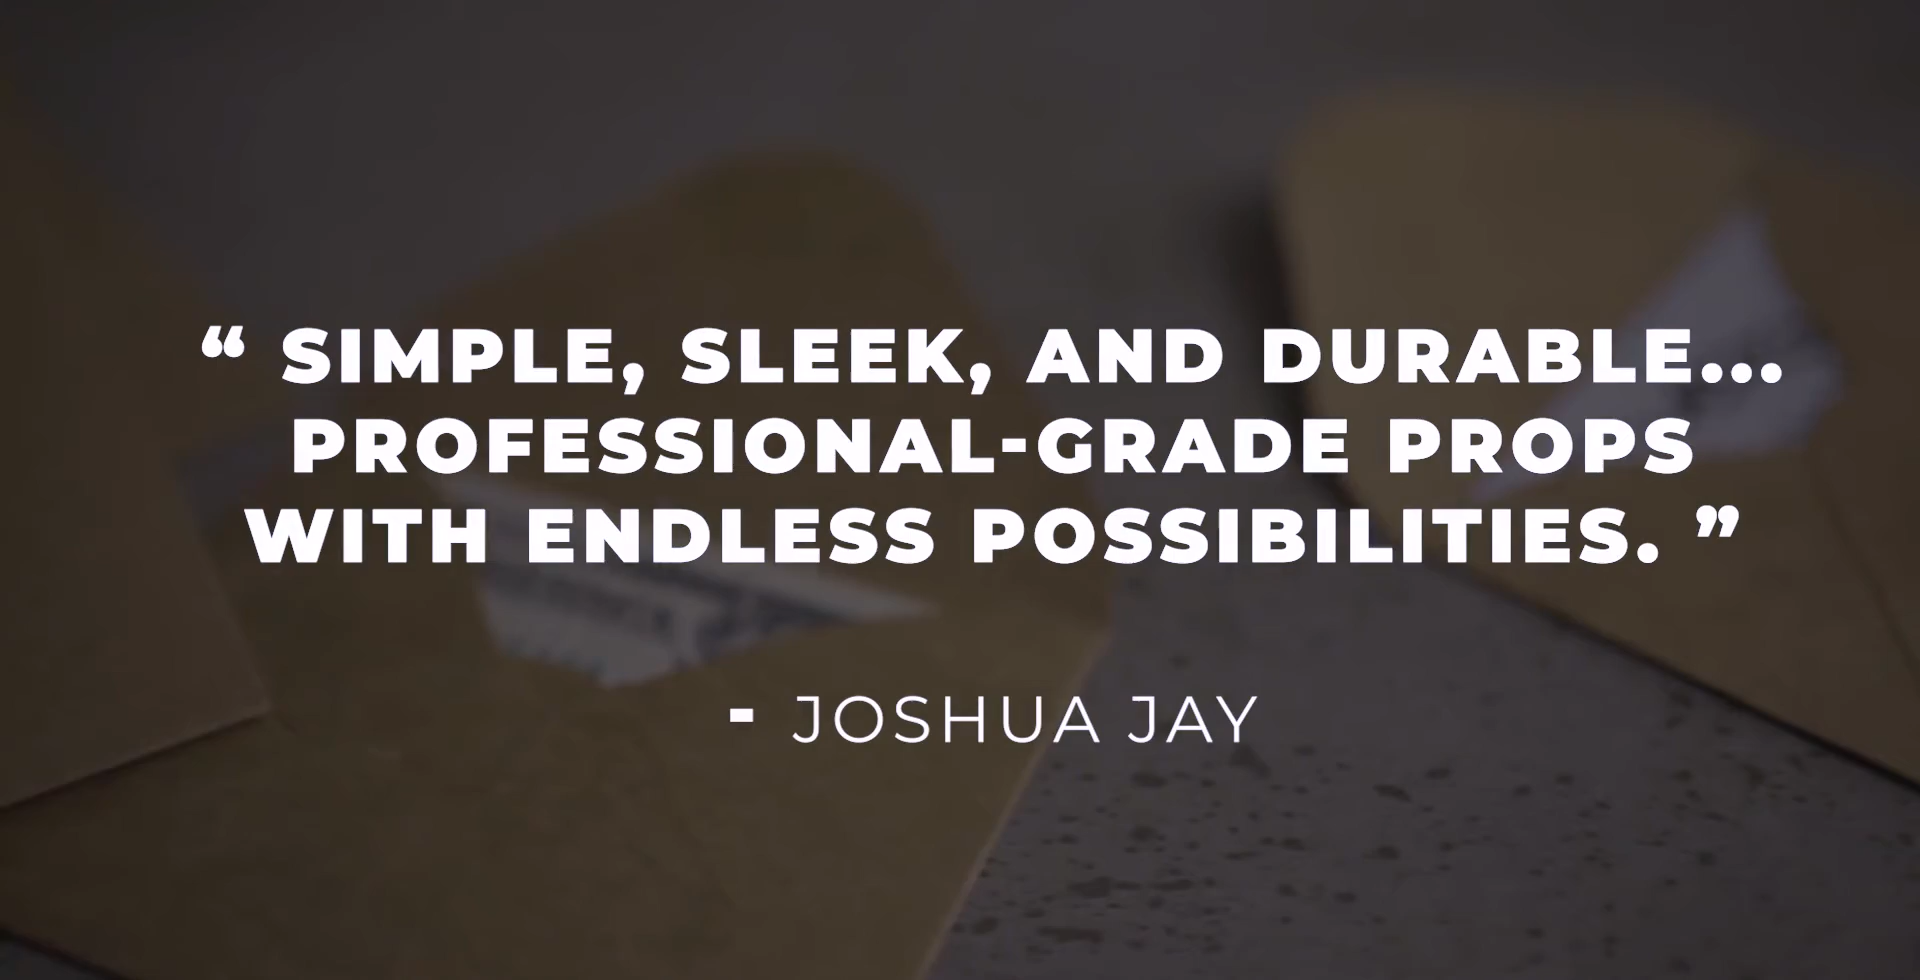 “ SIMPLE, SLEEK, AND DURABLE...
PROFESSIONAL-GRADE PROPS
WITH ENDLESS POSSIBILITIES. ”
- JOSHUA JAY